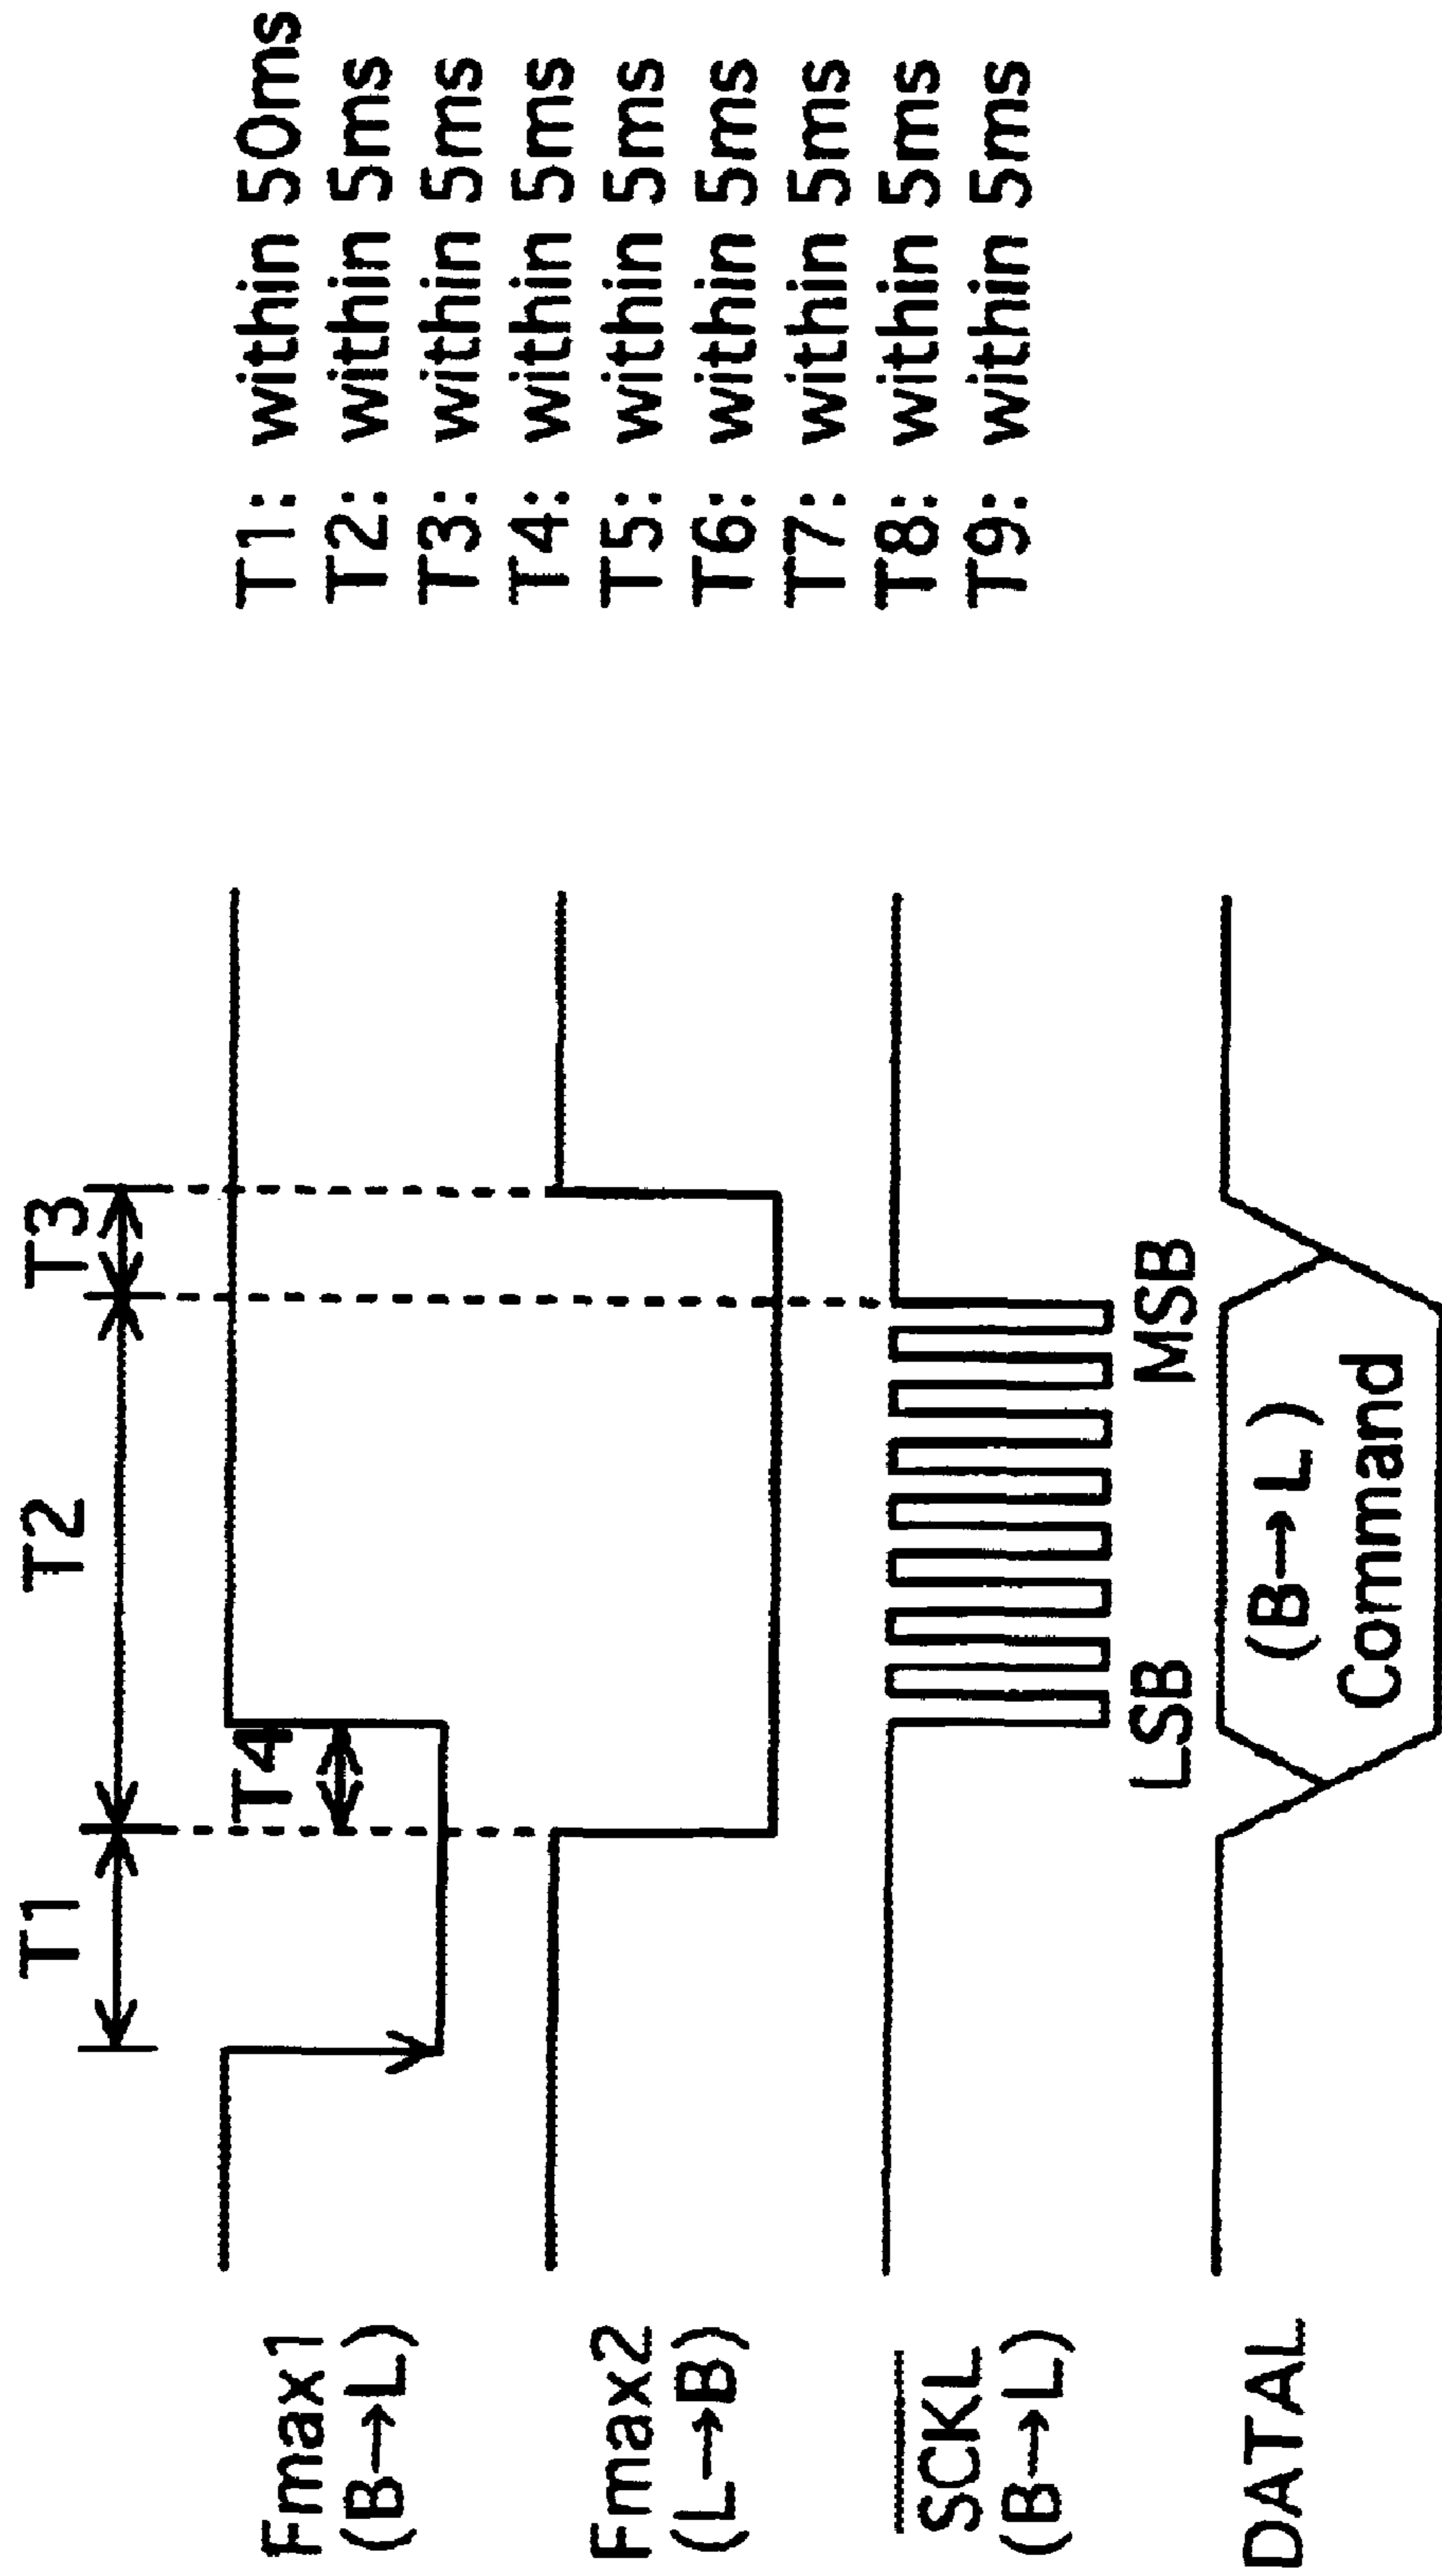 T1 T2 T3
T4
Fmax1
(B→L)
Fmax2
(L→B)
SCKL
(B→L)
LSB MSB
DATAL
(B→L)
Command
T1: within 50ms
T2: within 5ms
T3: within 5ms
T4: within 5ms
T5: within 5ms
T6: within 5ms
T7: within 5ms
T8: within 5ms
T9: within 5ms